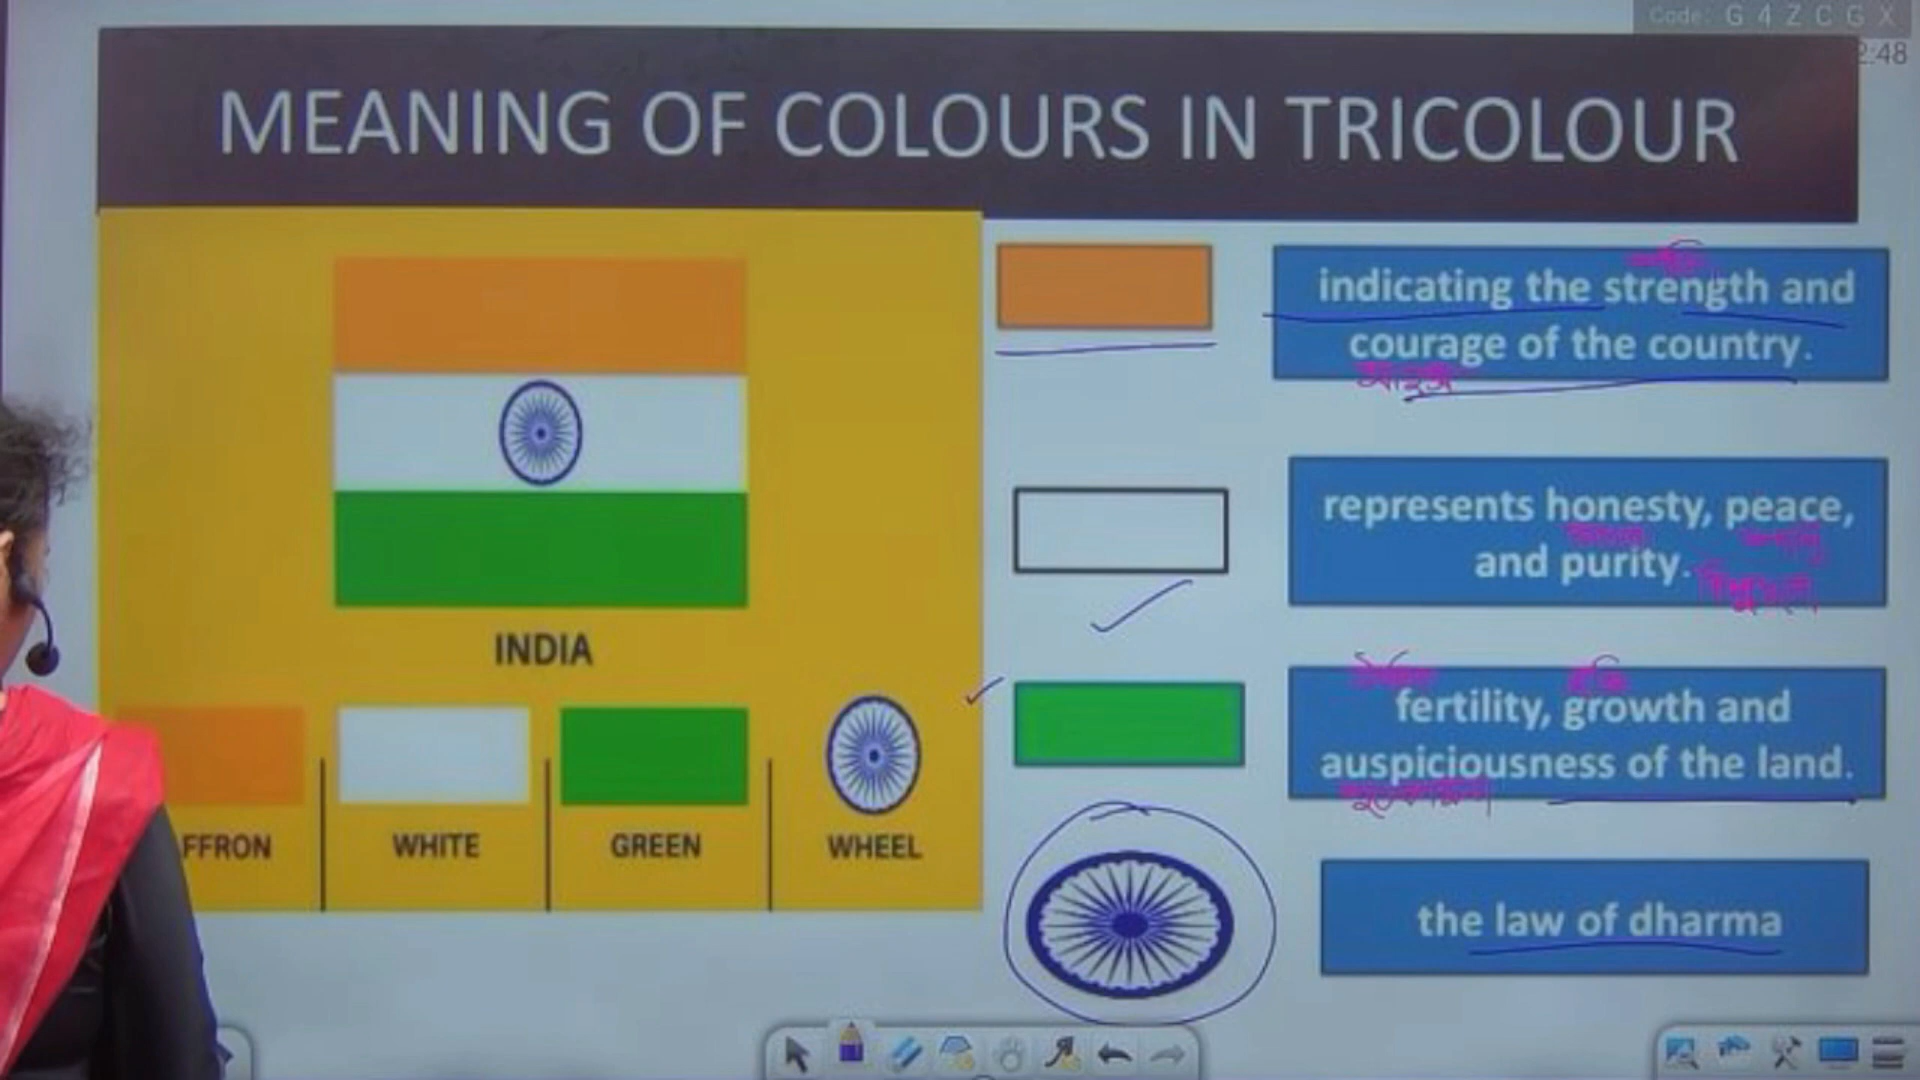 Code: G 4 Z C G X
2:48
MEANING OF COLOURS IN TRICOLOUR
INDIA
FFRON
WHITE
GREEN
WHEEL
indicating the strength and
courage of the country.
represents honesty, peace,
and purity.
fertility, growth and
auspiciousness of the land.
the law of dharma